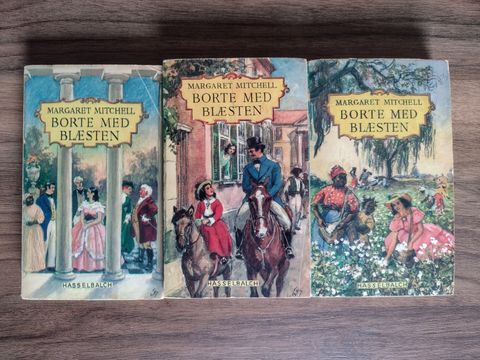 MARGARET MITCHELL
BORTE MED
BLÆSTEN
HASSELBALCH
MARGARET MITCHELL
BORTE MED
BLÆSTEN
HASSELBALCH
MARGARET MITCHELL
BORTE MED
BLÆSTEN
HASSELBALCH